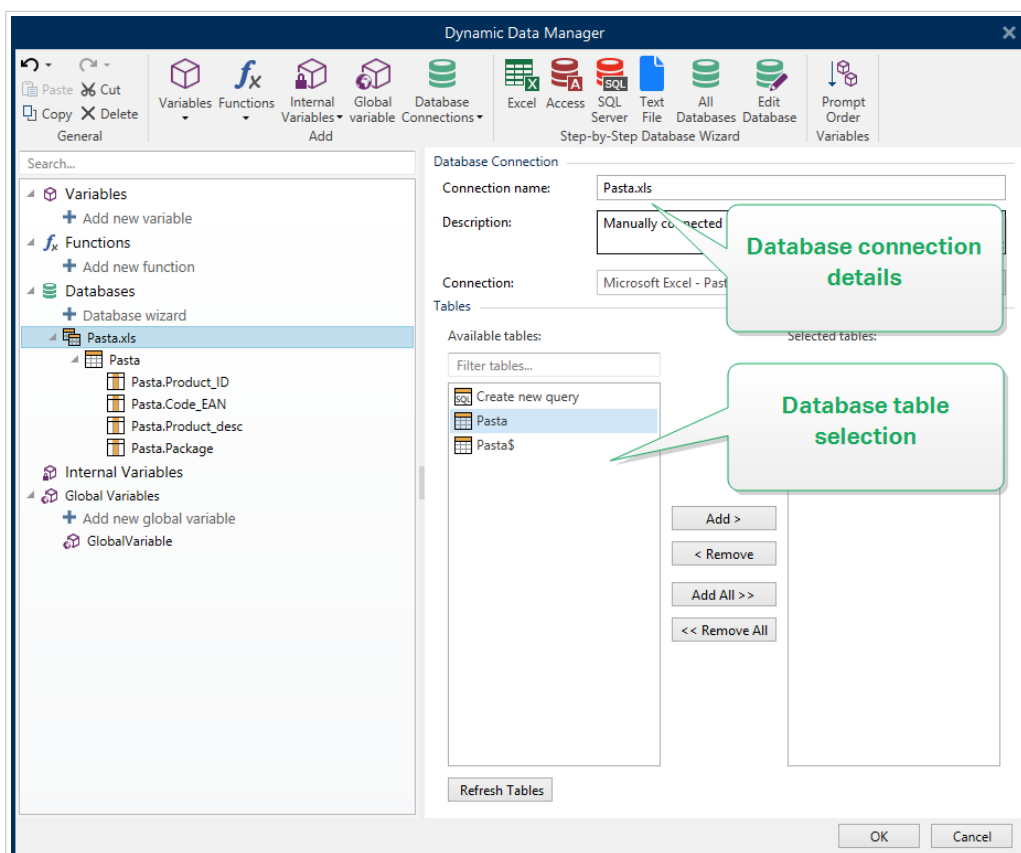 Dynamic Data Manager
Paste Cut
Copy Delete
General
Variables Functions Internal Variables Global variable Database Connections
Add
Excel Access SQL Server Text File All Databases Edit Database
Step-by-Step Database Wizard
Prompt Order
Variables
Search...
Variables
Add new variable
Functions
Add new function
Databases
Database wizard
Pasta.xls
Pasta
Pasta.Product_ID
Pasta.Code_EAN
Pasta.Product_desc
Pasta.Package
Internal Variables
Global Variables
Add new global variable
GlobalVariable
Database Connection
Connection name: Pasta.xls
Description: Manually connected
Connection: Microsoft Excel - Past
Database connection
details
Tables
Available tables:
Filter tables...
SQL Create new query
Pasta
Pasta$
Database table
selection
Selected tables:
Add >
< Remove
Add All >>
<< Remove All
Refresh Tables
OK Cancel